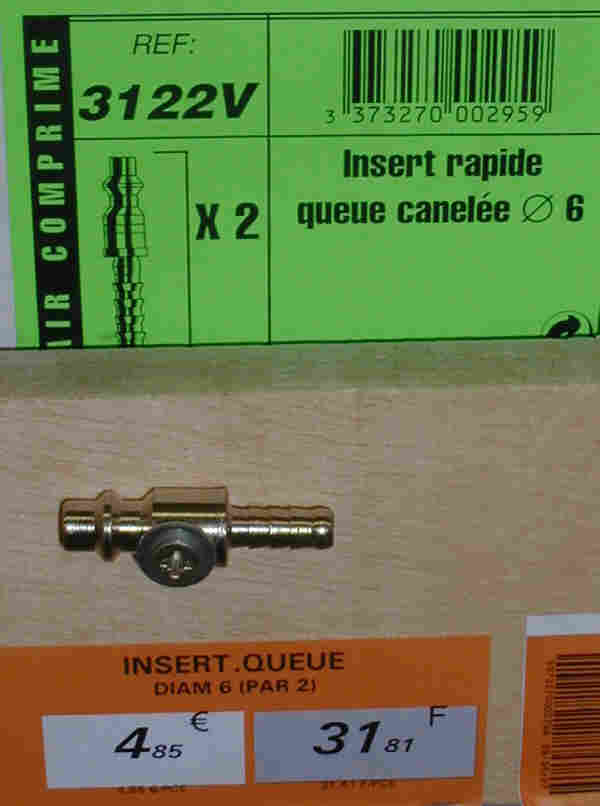 AIR COMPRIME
REF:
3122V
3 373270 002959
X 2
Insert rapide
queue canelée ∅ 6
INSERT.QUEUE
DIAM 6 (PAR 2)
4,85 €
31,81 F